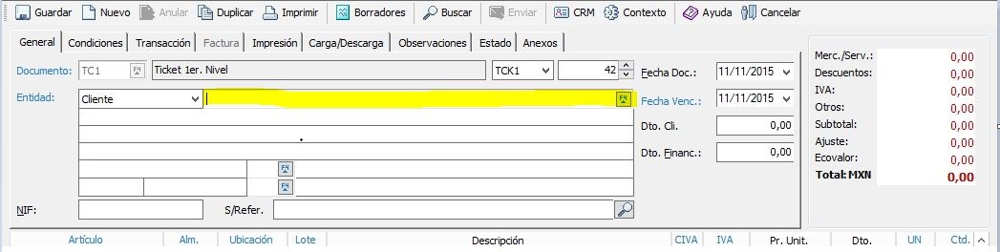 Guardar Nuevo Anular Duplicar Imprimir Borradores Buscar Enviar CRM Contexto Ayuda Cancelar
General Condiciones Transacción Factura Impresión Carga/Descarga Observaciones Estado Anexos
Documento: TC1 F4 Ticket 1er. Nivel TCK1 42 Fecha Doc.: 11/11/2015
Entidad: Cliente F4 Fecha Venc.: 11/11/2015
Dto. Cli. 0,00
Dto. Financ.: 0,00
F4
F4
NIF: S/Refer.
Merc./Serv.: 0,00
Descuentos: 0,00
IVA: 0,00
Otros: 0,00
Subtotal: 0,00
Ajuste: 0,00
Ecovalor: 0,00
Total: MXN 0,00
Artículo Alm. Ubicación Lote Descripción CIVA IVA Pr. Unit. Dto. UN Ctd.